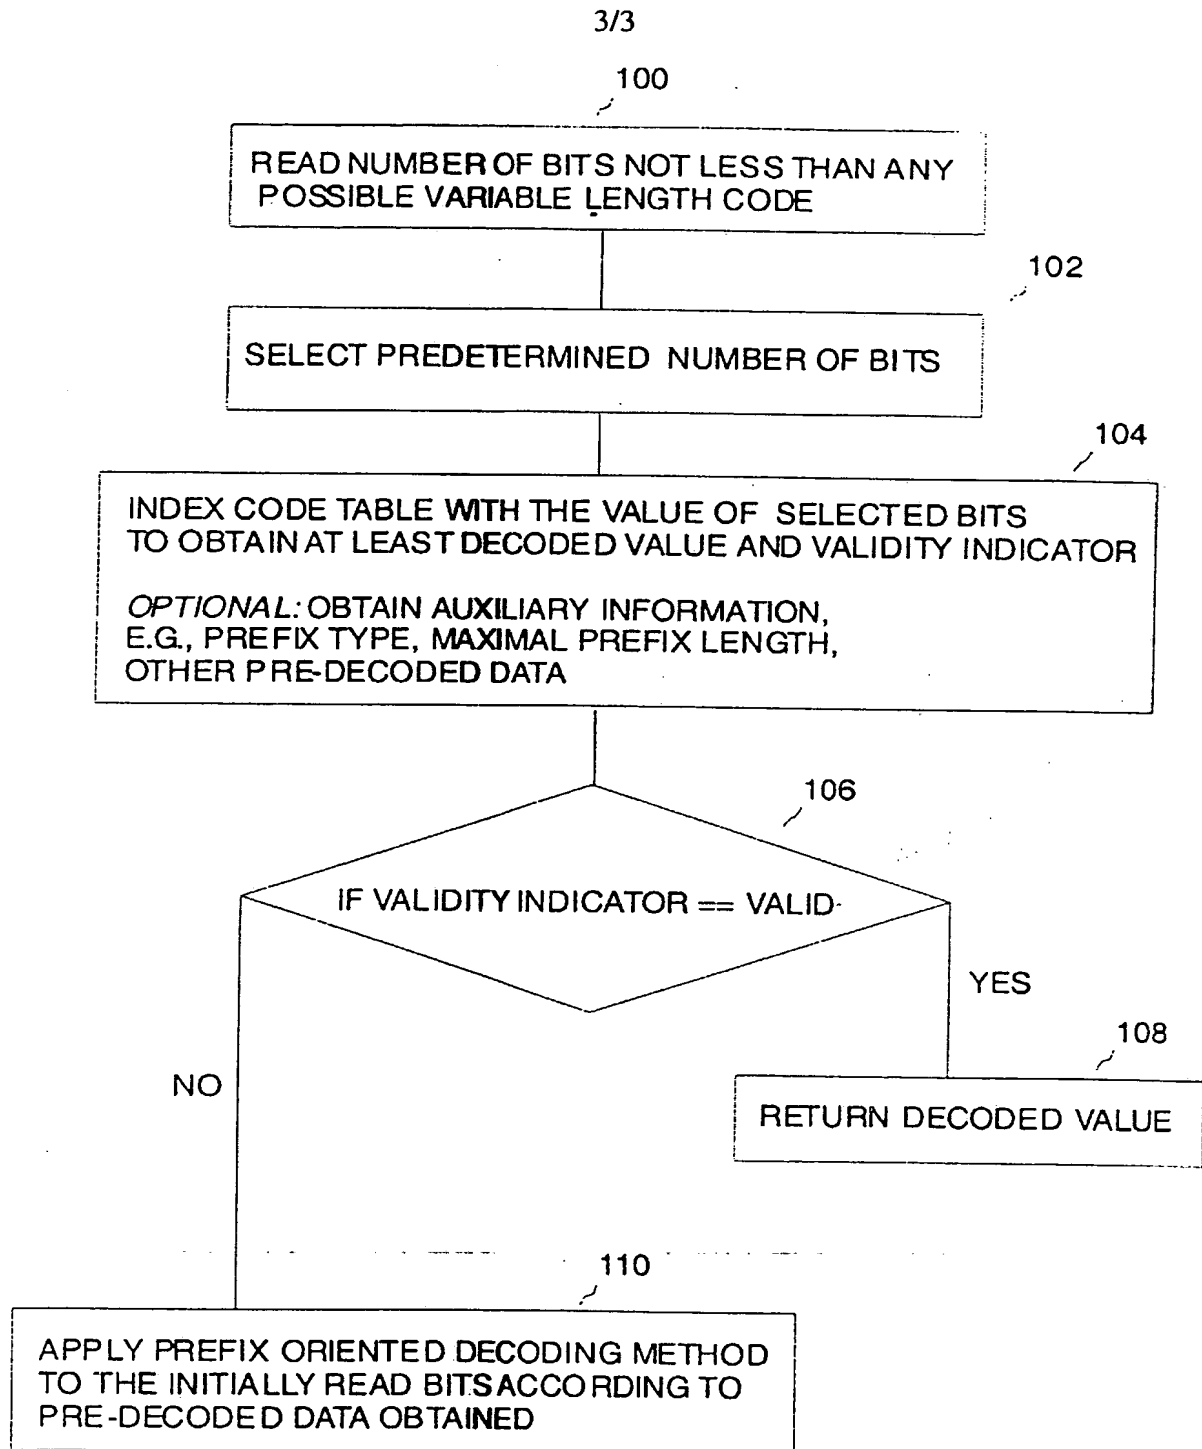 3/3
100
READ NUMBER OF BITS NOT LESS THAN ANY
POSSIBLE VARIABLE LENGTH CODE
102
SELECT PREDETERMINED NUMBER OF BITS
104
INDEX CODE TABLE WITH THE VALUE OF SELECTED BITS
TO OBTAIN AT LEAST DECODED VALUE AND VALIDITY INDICATOR
OPTIONAL: OBTAIN AUXILIARY INFORMATION,
E.G., PREFIX TYPE, MAXIMAL PREFIX LENGTH,
OTHER PRE-DECODED DATA
106
IF VALIDITY INDICATOR == VALID
YES
108
NO
RETURN DECODED VALUE
110
APPLY PREFIX ORIENTED DECODING METHOD
TO THE INITIALLY READ BITS ACCORDING TO
PRE-DECODED DATA OBTAINED